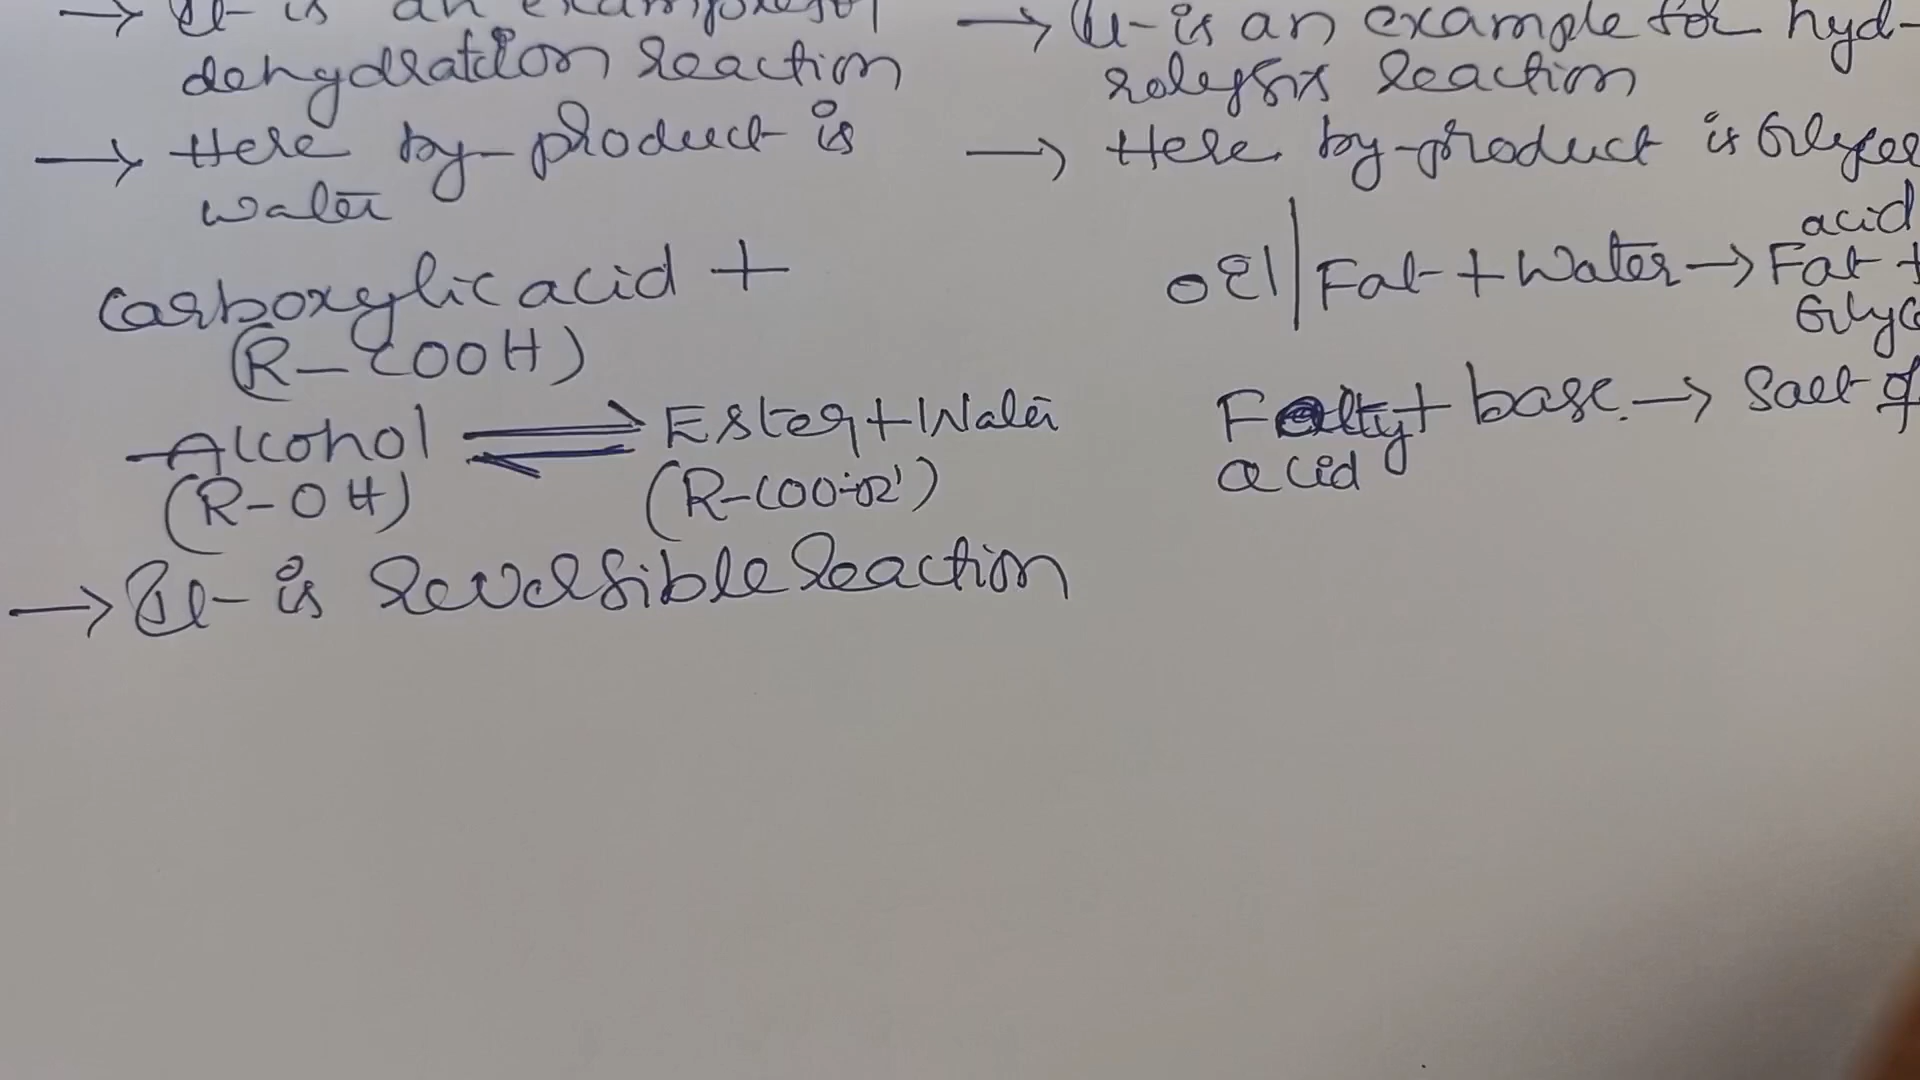 → It is an example for
dehydration reaction
→ Here by-product is
water
Carboxylic acid +
(R-COOH)
Alcohol ⇌ Ester + Water
(R-OH) (R-COO-R')
→ It is reversible reaction
→ It is an example for hyd-
rolysis reaction
→ Here by-product is
acid
oil | Fat + Water → Fat +
Fatty + base → Salt of
acid